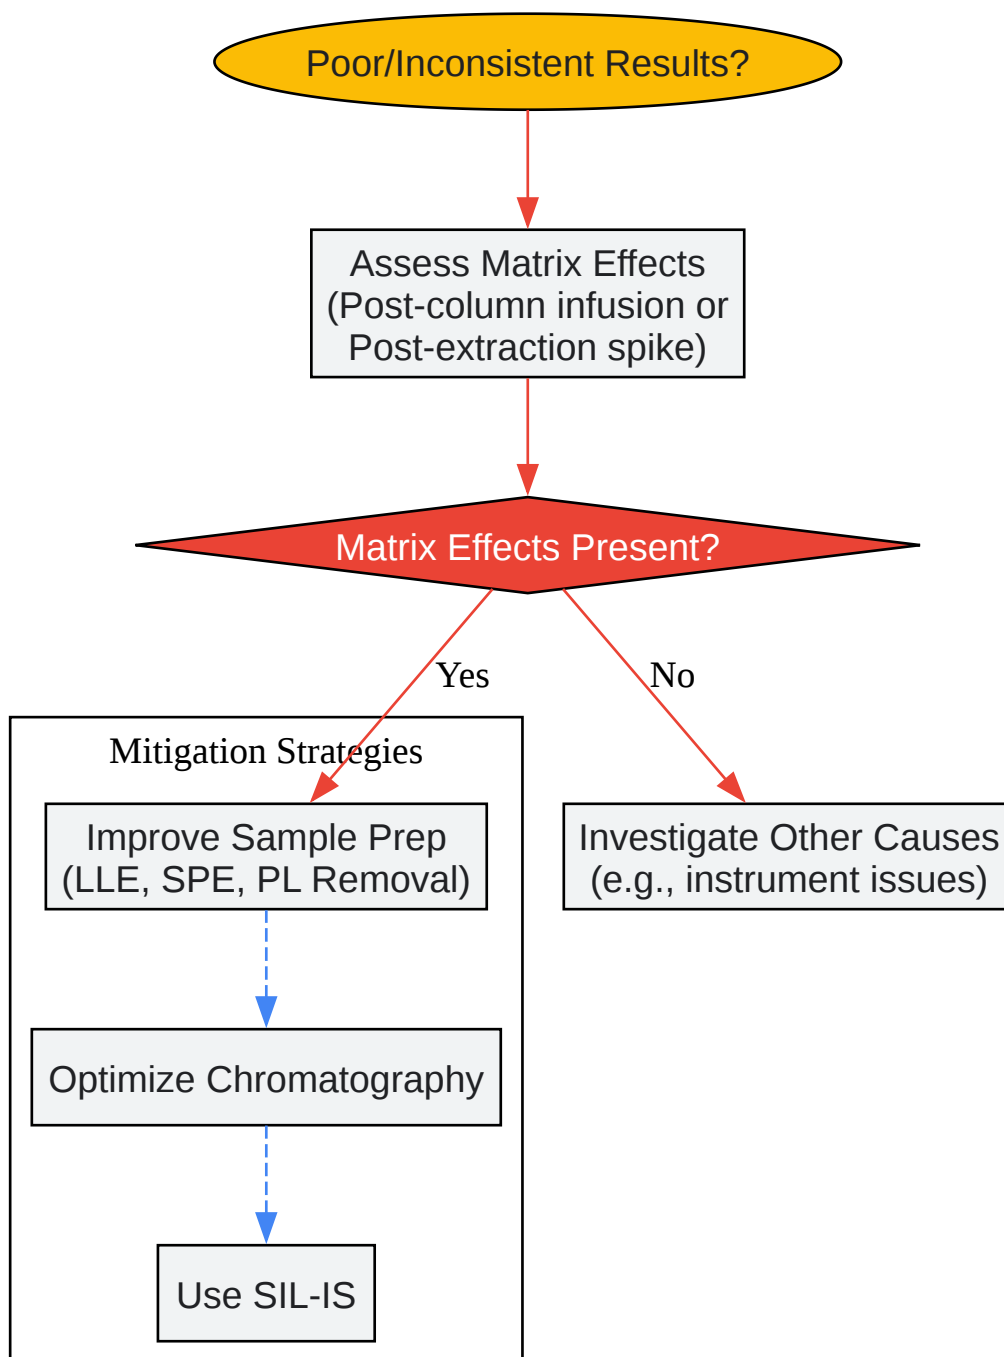 Poor/Inconsistent Results?
Assess Matrix Effects
(Post-column infusion or
Post-extraction spike)
Matrix Effects Present?
Yes
No
Mitigation Strategies
Improve Sample Prep
(LLE, SPE, PL Removal)
Investigate Other Causes
(e.g., instrument issues)
Optimize Chromatography
Use SIL-IS